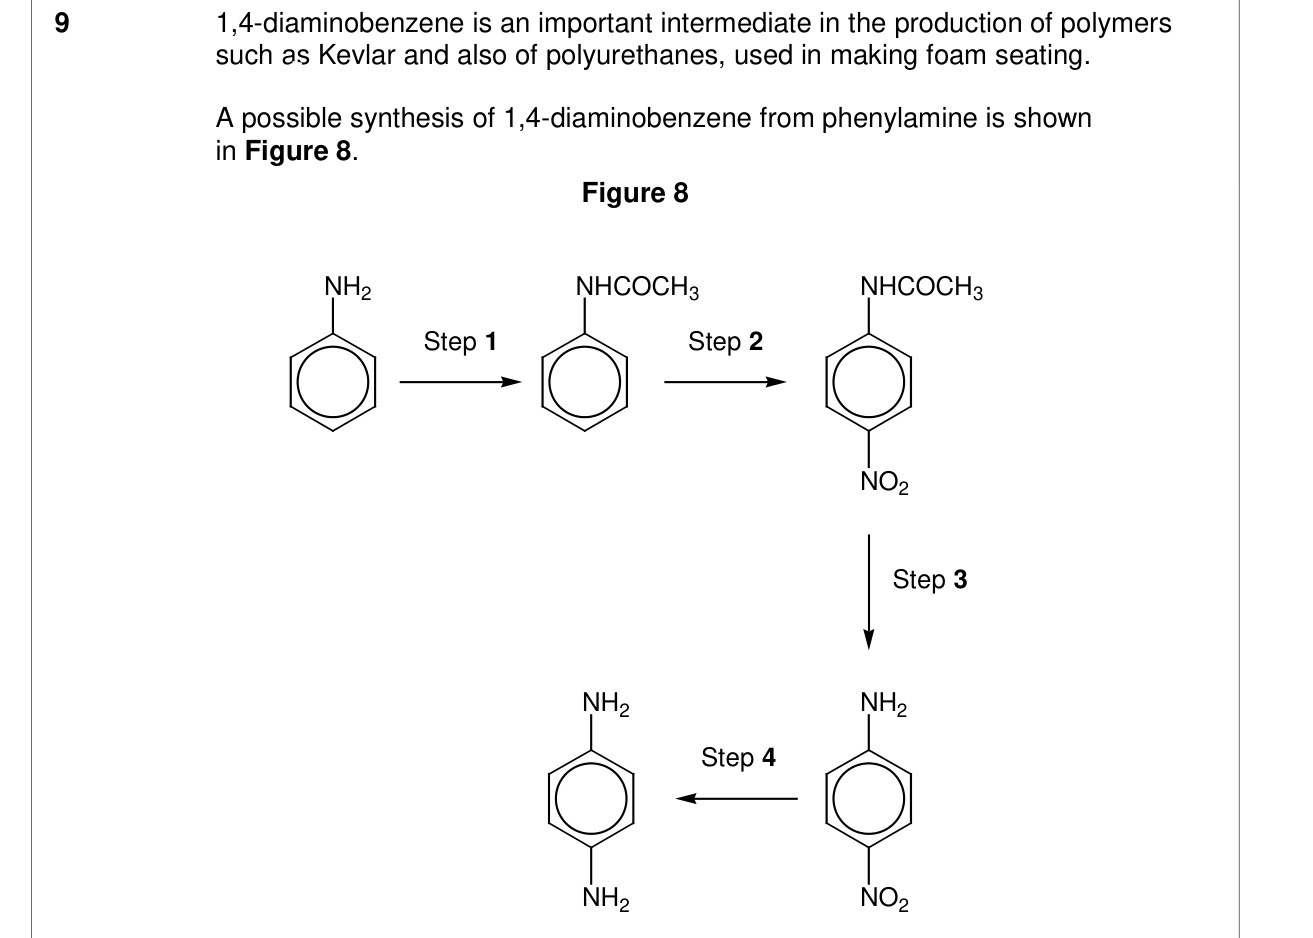 9 1,4-diaminobenzene is an important intermediate in the production of polymers
such as Kevlar and also of polyurethanes, used in making foam seating.
A possible synthesis of 1,4-diaminobenzene from phenylamine is shown
in Figure 8.
Figure 8
NH₂ NHCOCH₃ NHCOCH₃
Step 1 Step 2
NO₂
Step 3
NH₂ NH₂
Step 4
NH₂ NO₂